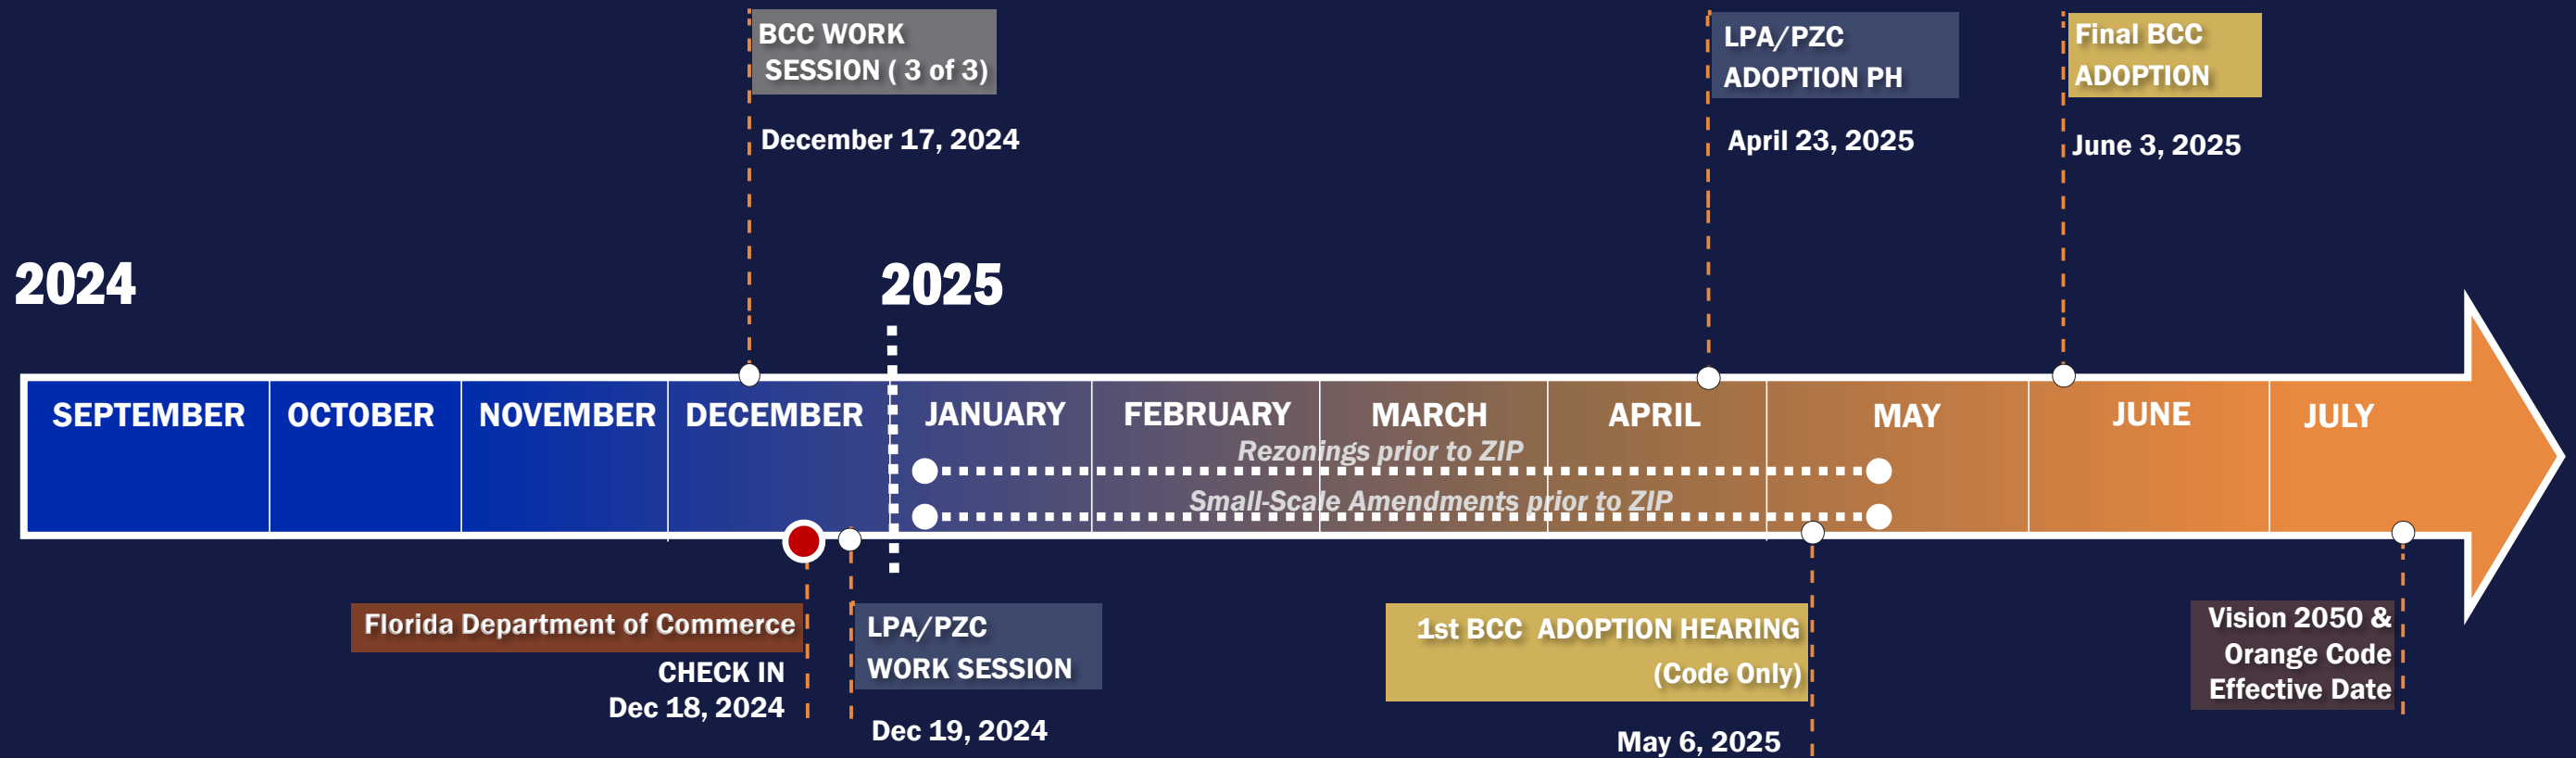 BCC WORK
SESSION ( 3 of 3)
December 17, 2024
LPA/PZC
ADOPTION PH
April 23, 2025
Final BCC
ADOPTION
June 3, 2025
2024
2025
SEPTEMBER
OCTOBER
NOVEMBER
DECEMBER
JANUARY
FEBRUARY
MARCH
APRIL
MAY
JUNE
JULY
Rezonings prior to ZIP
Small-Scale Amendments prior to ZIP
Florida Department of Commerce
CHECK IN
Dec 18, 2024
LPA/PZC
WORK SESSION
Dec 19, 2024
1st BCC ADOPTION HEARING
(Code Only)
May 6, 2025
Vision 2050 &
Orange Code
Effective Date